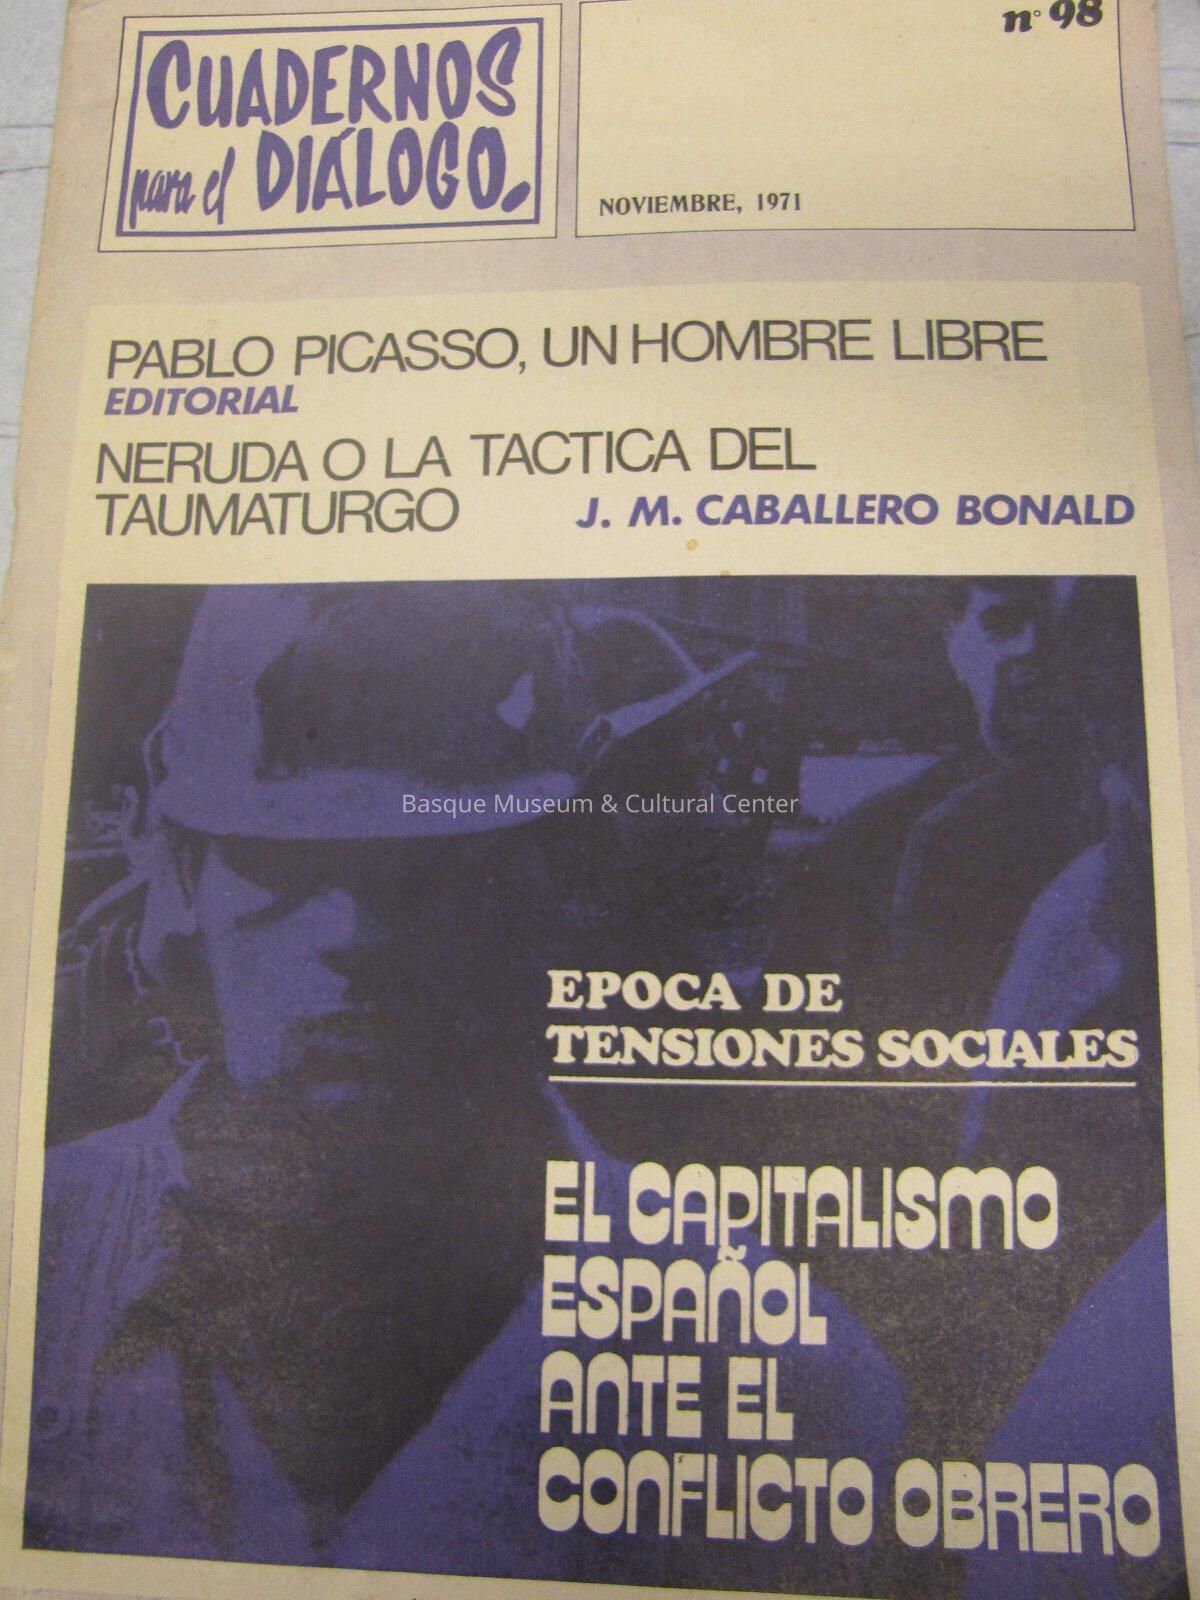 CUADERNOS
para el DIÁLOGO.
nº 98
NOVIEMBRE, 1971
PABLO PICASSO, UN HOMBRE LIBRE
EDITORIAL
NERUDA O LA TACTICA DEL
TAUMATURGO
J. M. CABALLERO BONALD
Basque Museum & Cultural Center
EPOCA DE
TENSIONES SOCIALES
EL CAPITALISMO
ESPAÑOL
ANTE EL
CONFLICTO OBRERO